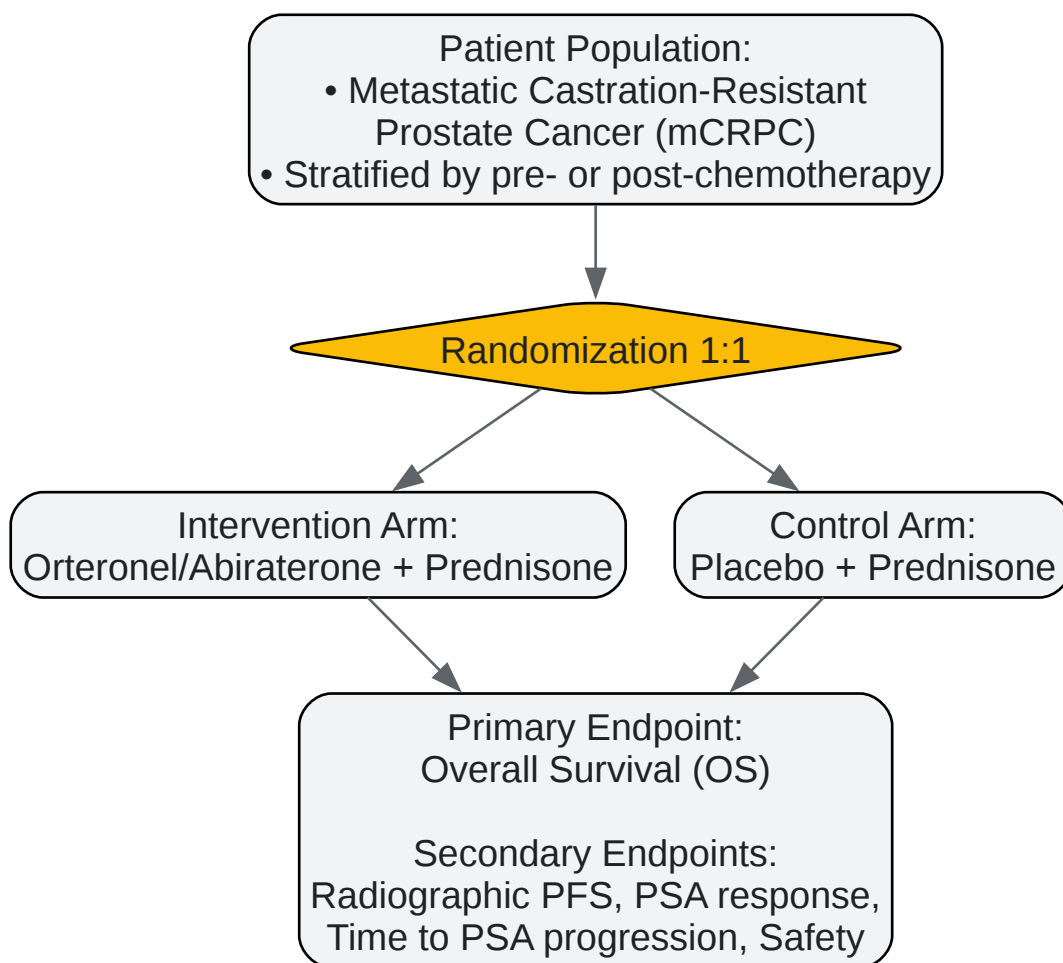 Patient Population:
• Metastatic Castration-Resistant
Prostate Cancer (mCRPC)
• Stratified by pre- or post-chemotherapy
Randomization 1:1
Intervention Arm:
Orteronel/Abiraterone + Prednisone
Control Arm:
Placebo + Prednisone
Primary Endpoint:
Overall Survival (OS)
Secondary Endpoints:
Radiographic PFS, PSA response,
Time to PSA progression, Safety